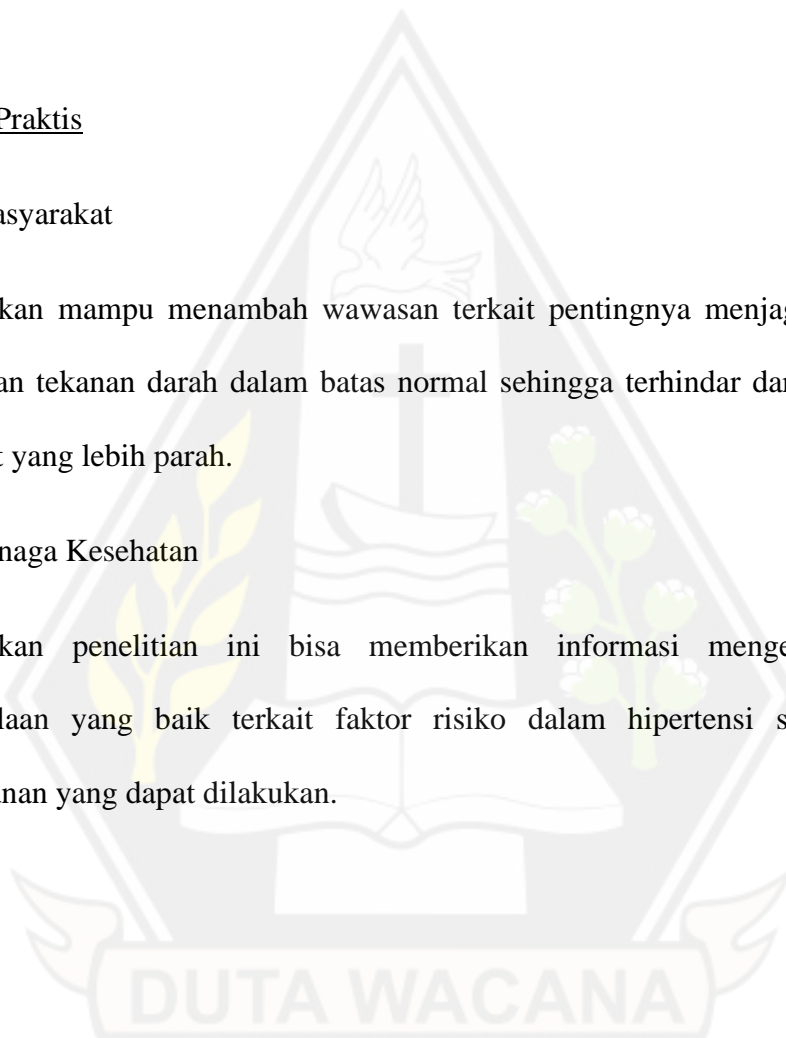 Praktis
asyarakat
kan mampu menambah wawasan terkait pentingnya menjag
an tekanan darah dalam batas normal sehingga terhindar dar
t yang lebih parah.
naga Kesehatan
kan penelitian ini bisa memberikan informasi menge
laan yang baik terkait faktor risiko dalam hipertensi s
anan yang dapat dilakukan.
DUTA WACANA